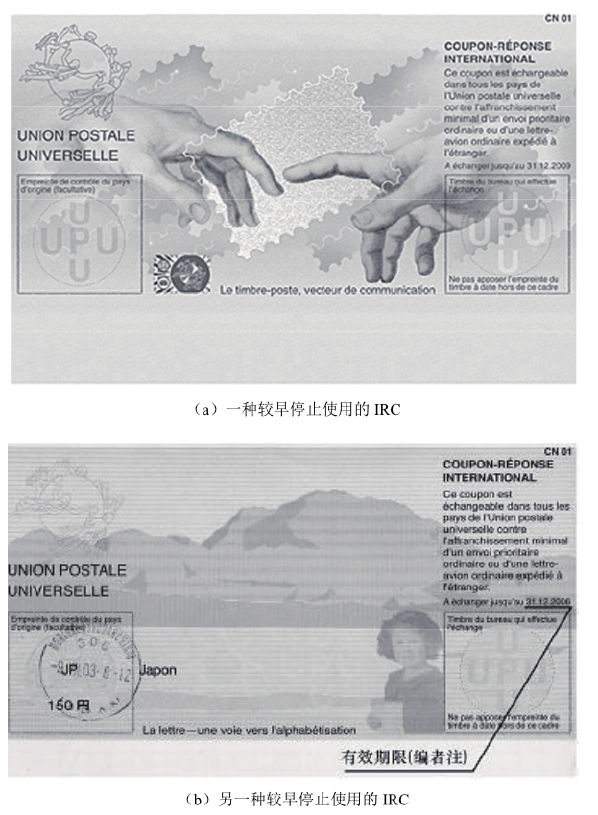 CN 01
COUPON-RÉPONSE
INTERNATIONAL
Ce coupon est échangeable
dans tous les pays de
l'Union postale universelle
contre l'affranchissement
minimal d'un envoi prioritaire
ordinaire ou d'une lettre-
avion ordinaire expédié à
l'étranger.
A échanger jusqu'au 31.12.2009
UNION POSTALE
UNIVERSELLE
Empreinte de contrôle du pays
d'origine (facultative)
U
UPU
U
Timbre du bureau qui effectue
l'échange
U
UPU
U
Ne pas apposer l'empreinte du
timbre à date hors de ce cadre
Le timbre-poste, vecteur de communication
（a）一种较早停止使用的 IRC
CN 01
COUPON-RÉPONSE
INTERNATIONAL
Ce coupon est
échangeable dans tous les
pays de l'Union postale
universelle contre
l'affranchissement minimal
d'un envoi prioritaire
ordinaire ou d'une lettre-
avion ordinaire expédié à
l'étranger.
A échanger jusqu'au 31.12.2006
UNION POSTALE
UNIVERSELLE
Empreinte de contrôle du pays
d'origine (facultative)
JP
Japon
150 円
Timbre du bureau qui effectue
l'échange
UPU
Ne pas apposer l'empreinte du
timbre à date hors de ce cadre
La lettre—une voie vers l'alphabétisation
有效期限(编者注)
（b）另一种较早停止使用的 IRC